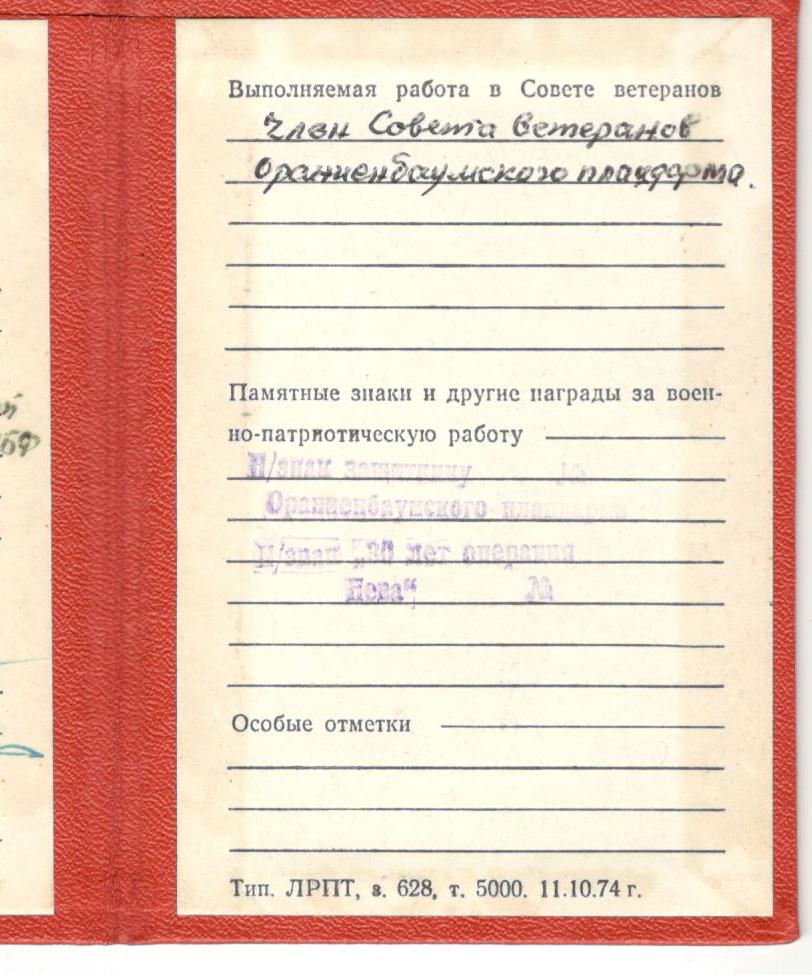 Выполняемая работа в Совете ветеранов
Член Совета Ветеранов
Ораниенбаумского плацдарма.
Памятные знаки и другие награды за воен-
но-патриотическую работу
Н/знак защитнику №
Ораниенбаумского плацдарма
Н/знак „30 лет операция
Нева“ №
Особые отметки
Тип. ЛРПТ, з. 628, т. 5000. 11.10.74 г.